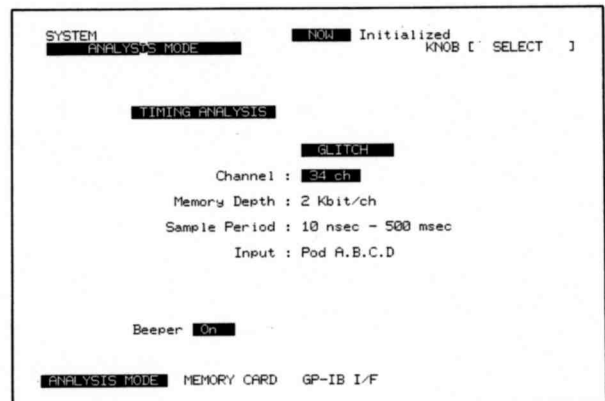 SYSTEM NOW Initialized
ANALYSIS MODE KNOB [ SELECT ]
TIMING ANALYSIS
GLITCH
Channel : 34 ch
Memory Depth : 2 Kbit/ch
Sample Period : 10 nsec - 500 msec
Input : Pod A.B.C.D
Beeper On
ANALYSIS MODE MEMORY CARD GP-IB I/F